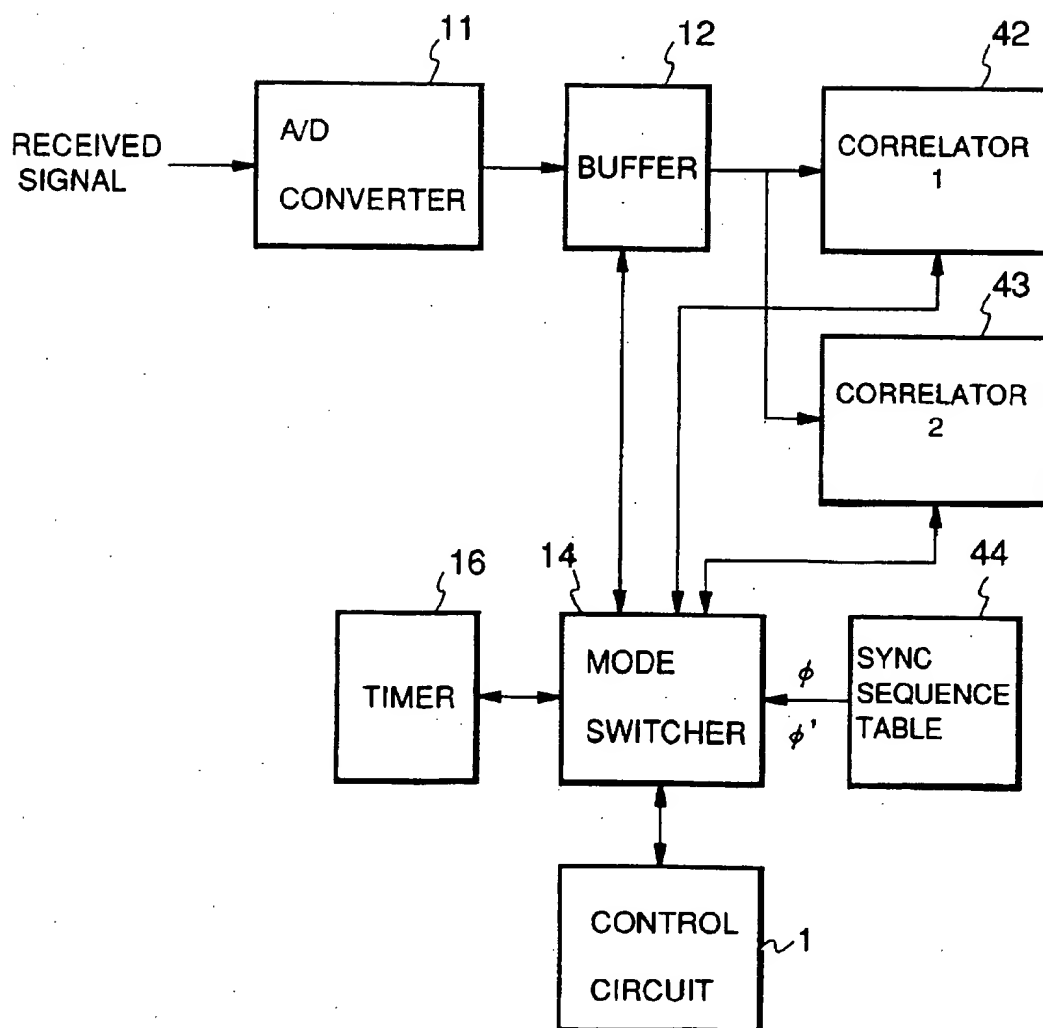 11
12
42
RECEIVED
SIGNAL
A/D
CONVERTER
BUFFER
CORRELATOR
1
43
CORRELATOR
2
16
14
44
TIMER
MODE
SWITCHER
ϕ
ϕ'
SYNC
SEQUENCE
TABLE
CONTROL
CIRCUIT
1